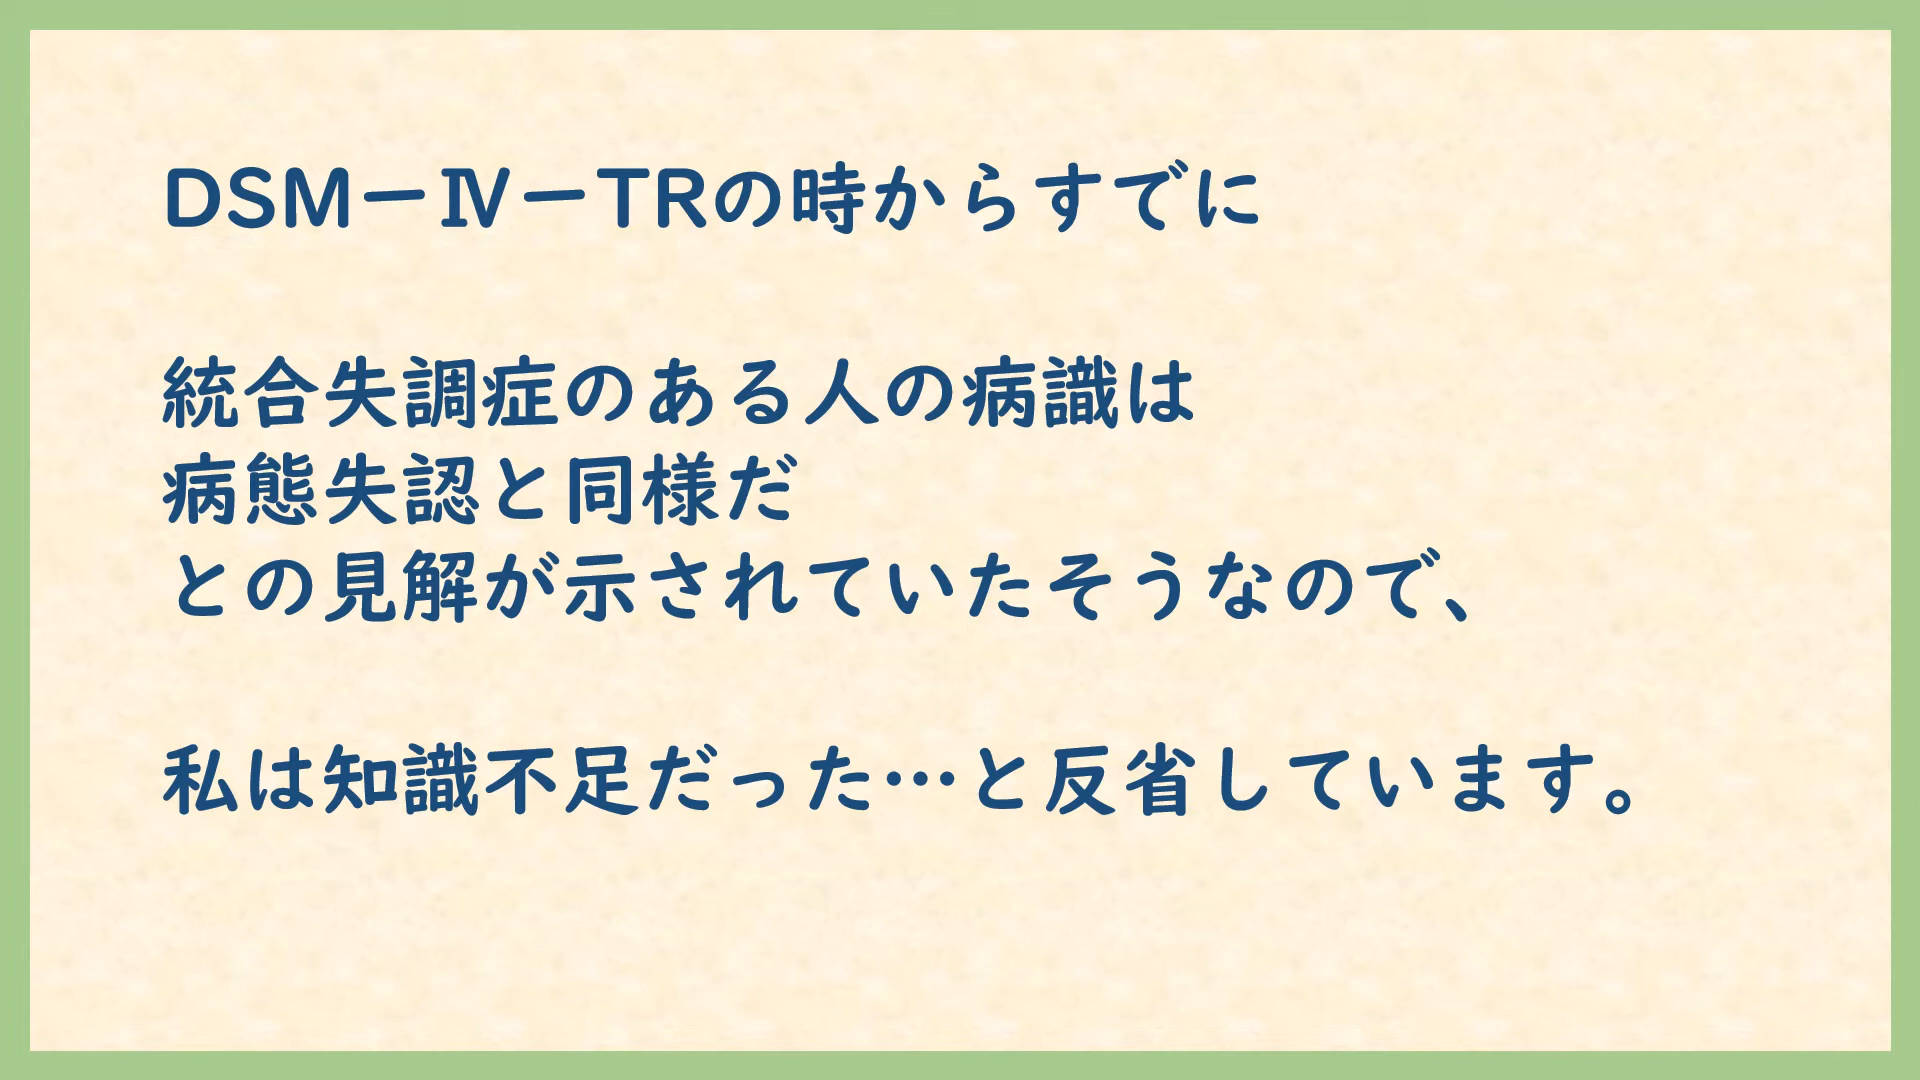 DSM－Ⅳ－TRの時からすでに
統合失調症のある人の病識は
病態失認と同様だ
との見解が示されていたそうなので、
私は知識不足だった…と反省しています。